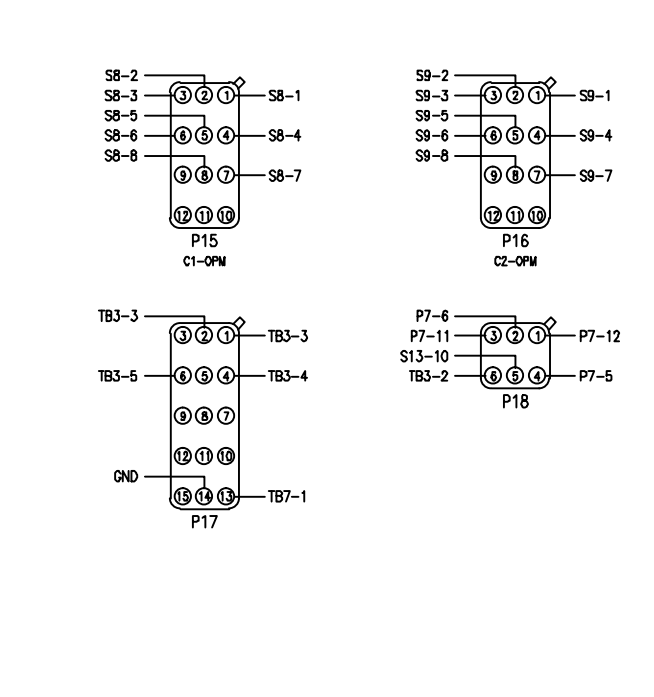 S8-2
S8-3 3 2 1 S8-1
S8-5
S8-6 6 5 4 S8-4
S8-8
9 8 7 S8-7
12 11 10
P15
C1-OPM
S9-2
S9-3 3 2 1 S9-1
S9-5
S9-6 6 5 4 S9-4
S9-8
9 8 7 S9-7
12 11 10
P16
C2-OPM
TB3-3
3 2 1 TB3-3
TB3-5 6 5 4 TB3-4
9 8 7
12 11 10
GND
15 14 13 TB7-1
P17
P7-6
P7-11 3 2 1 P7-12
S13-10
TB3-2 6 5 4 P7-5
P18